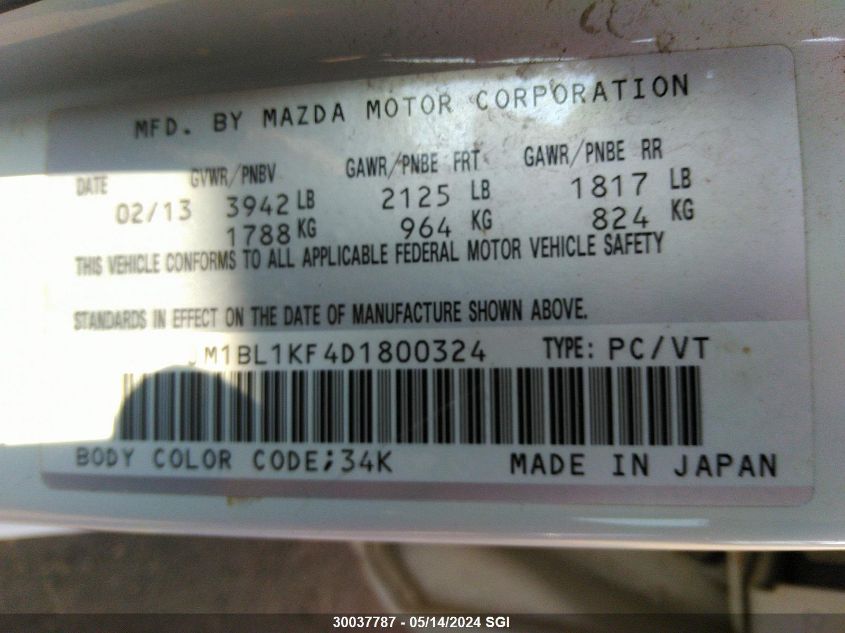 MFD. BY MAZDA MOTOR CORPORATION
DATE GVWR/PNBV GAWR/PNBE FRT GAWR/PNBE RR
02/13 3942 LB 2125 LB 1817 LB
1788 KG 964 KG 824 KG
THIS VEHICLE CONFORMS TO ALL APPLICABLE FEDERAL MOTOR VEHICLE SAFETY
STANDARDS IN EFFECT ON THE DATE OF MANUFACTURE SHOWN ABOVE.
JM1BL1KF4D1800324 TYPE: PC/VT
BODY COLOR CODE;34K MADE IN JAPAN
30037787 - 05/14/2024 SGI